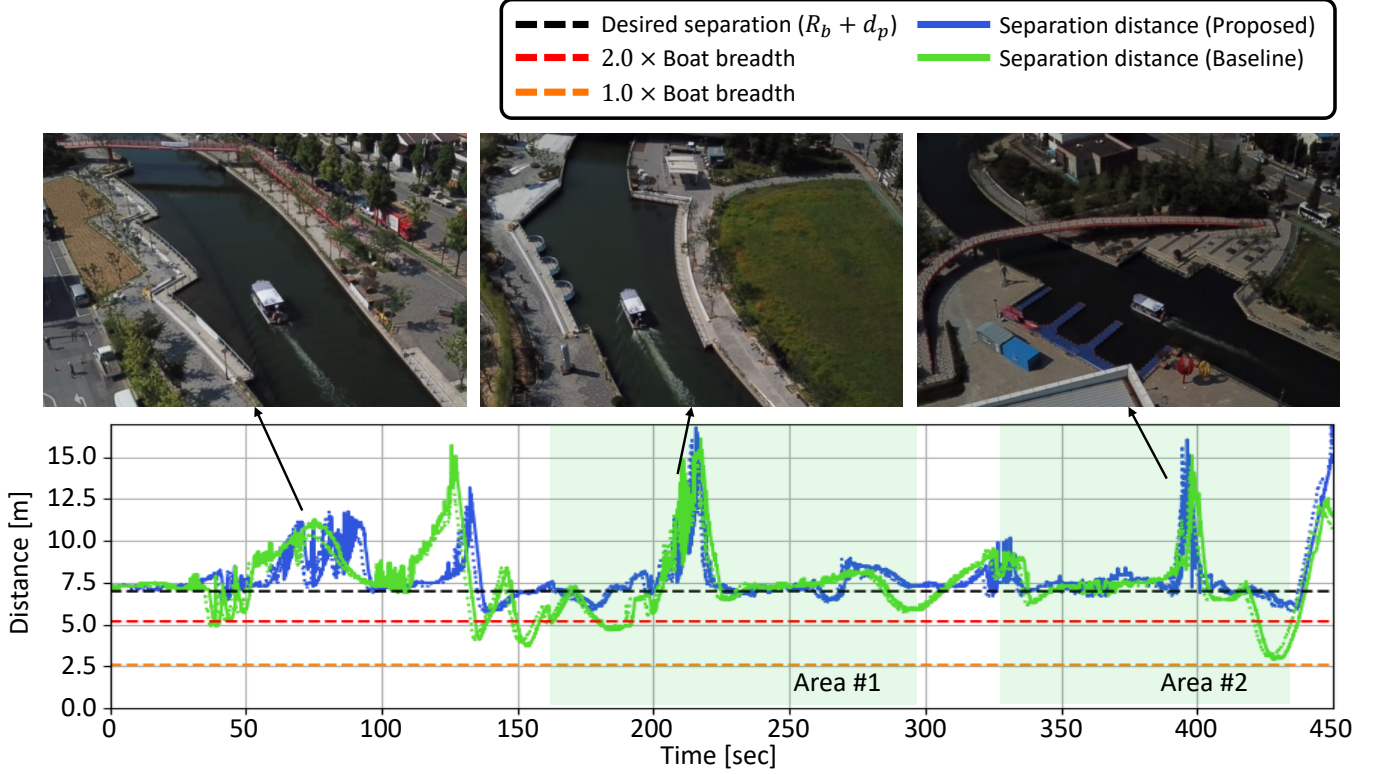 Desired separation (R_b + d_p)
2.0 × Boat breadth
1.0 × Boat breadth
Separation distance (Proposed)
Separation distance (Baseline)
15.0
12.5
10.0
7.5
5.0
2.5
0.0
Distance [m]
Area #1
Area #2
0
50
100
150
200
250
300
350
400
450
Time [sec]